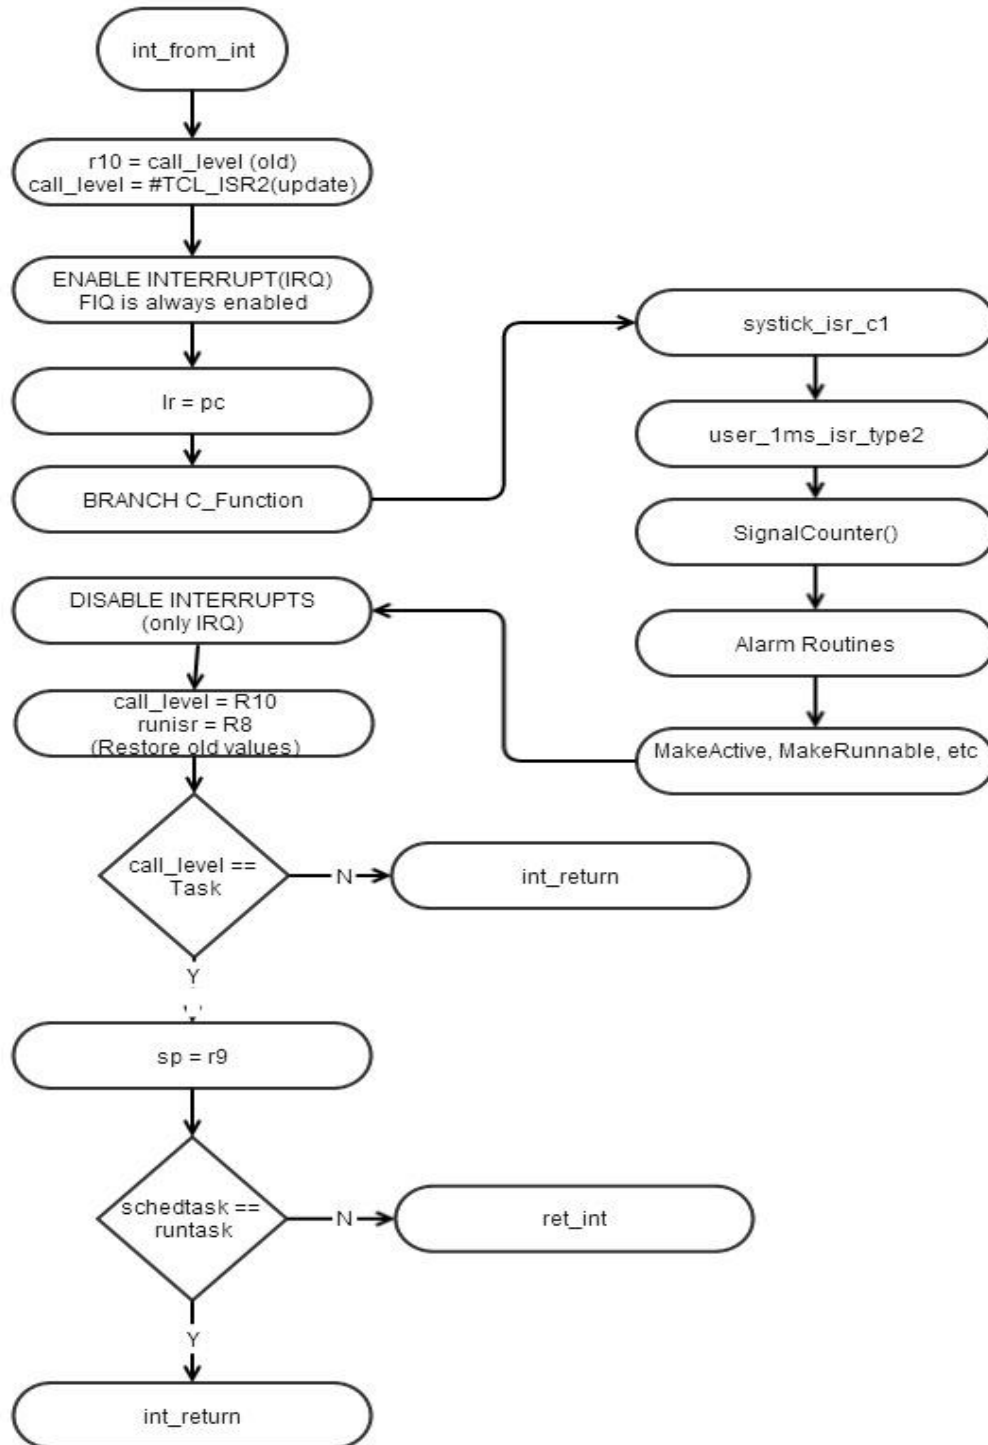 int_from_int
r10 = call_level (old)
call_level = #TCL_ISR2(update)
ENABLE INTERRUPT(IRQ)
FIQ is always enabled
lr = pc
BRANCH C_Function
systick_isr_c1
user_1ms_isr_type2
SignalCounter()
Alarm Routines
MakeActive, MakeRunnable, etc
DISABLE INTERRUPTS
(only IRQ)
call_level = R10
runisr = R8
(Restore old values)
call_level ==
Task
N
int_return
Y
sp = r9
schedtask ==
runtask
N
ret_int
Y
int_return